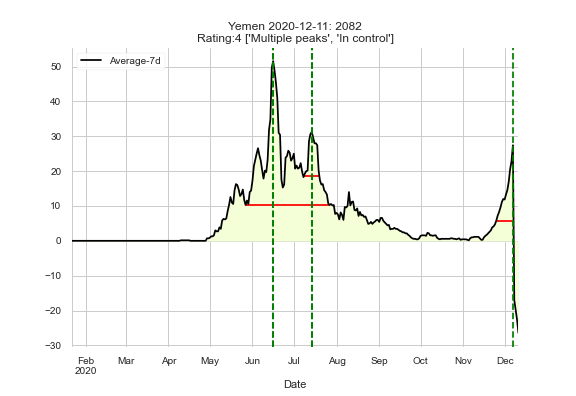 Yemen 2020-12-11: 2082
Rating:4 ['Multiple peaks', 'In control']
Average-7d
50
40
30
20
10
0
−10
−20
−30
Feb Mar Apr May Jun Jul Aug Sep Oct Nov Dec
2020
Date